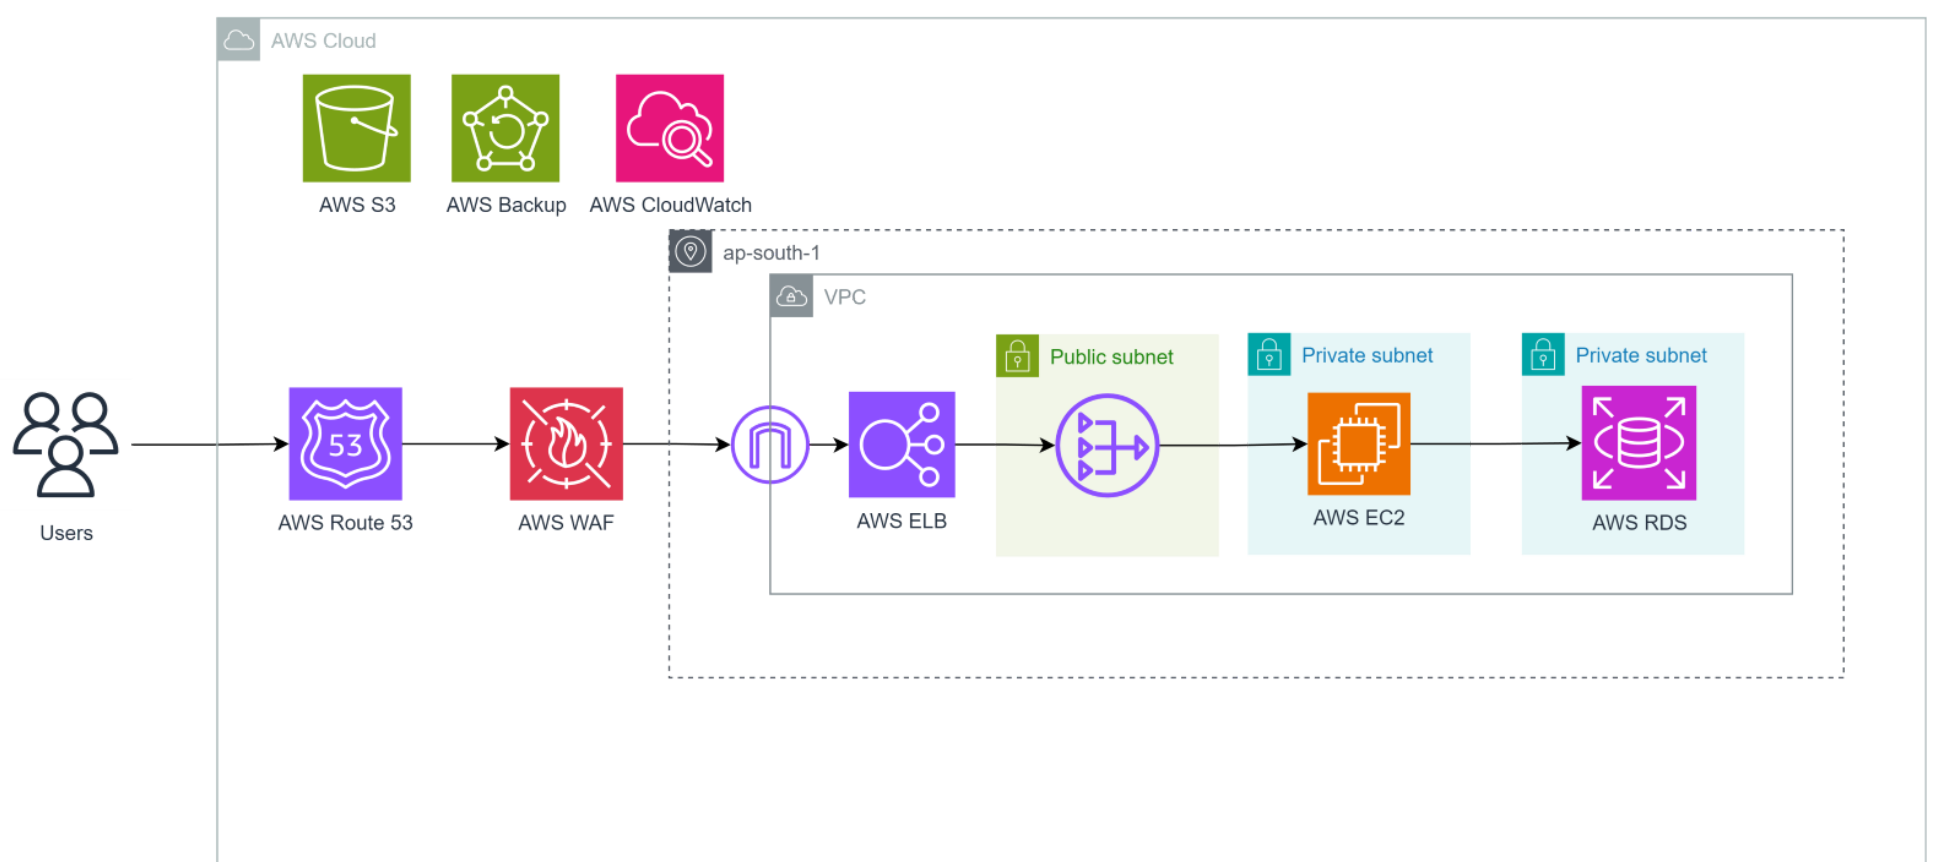 AWS Cloud
AWS S3
AWS Backup
AWS CloudWatch
ap-south-1
VPC
Public subnet
Private subnet
Private subnet
53
Users
AWS Route 53
AWS WAF
AWS ELB
AWS EC2
AWS RDS